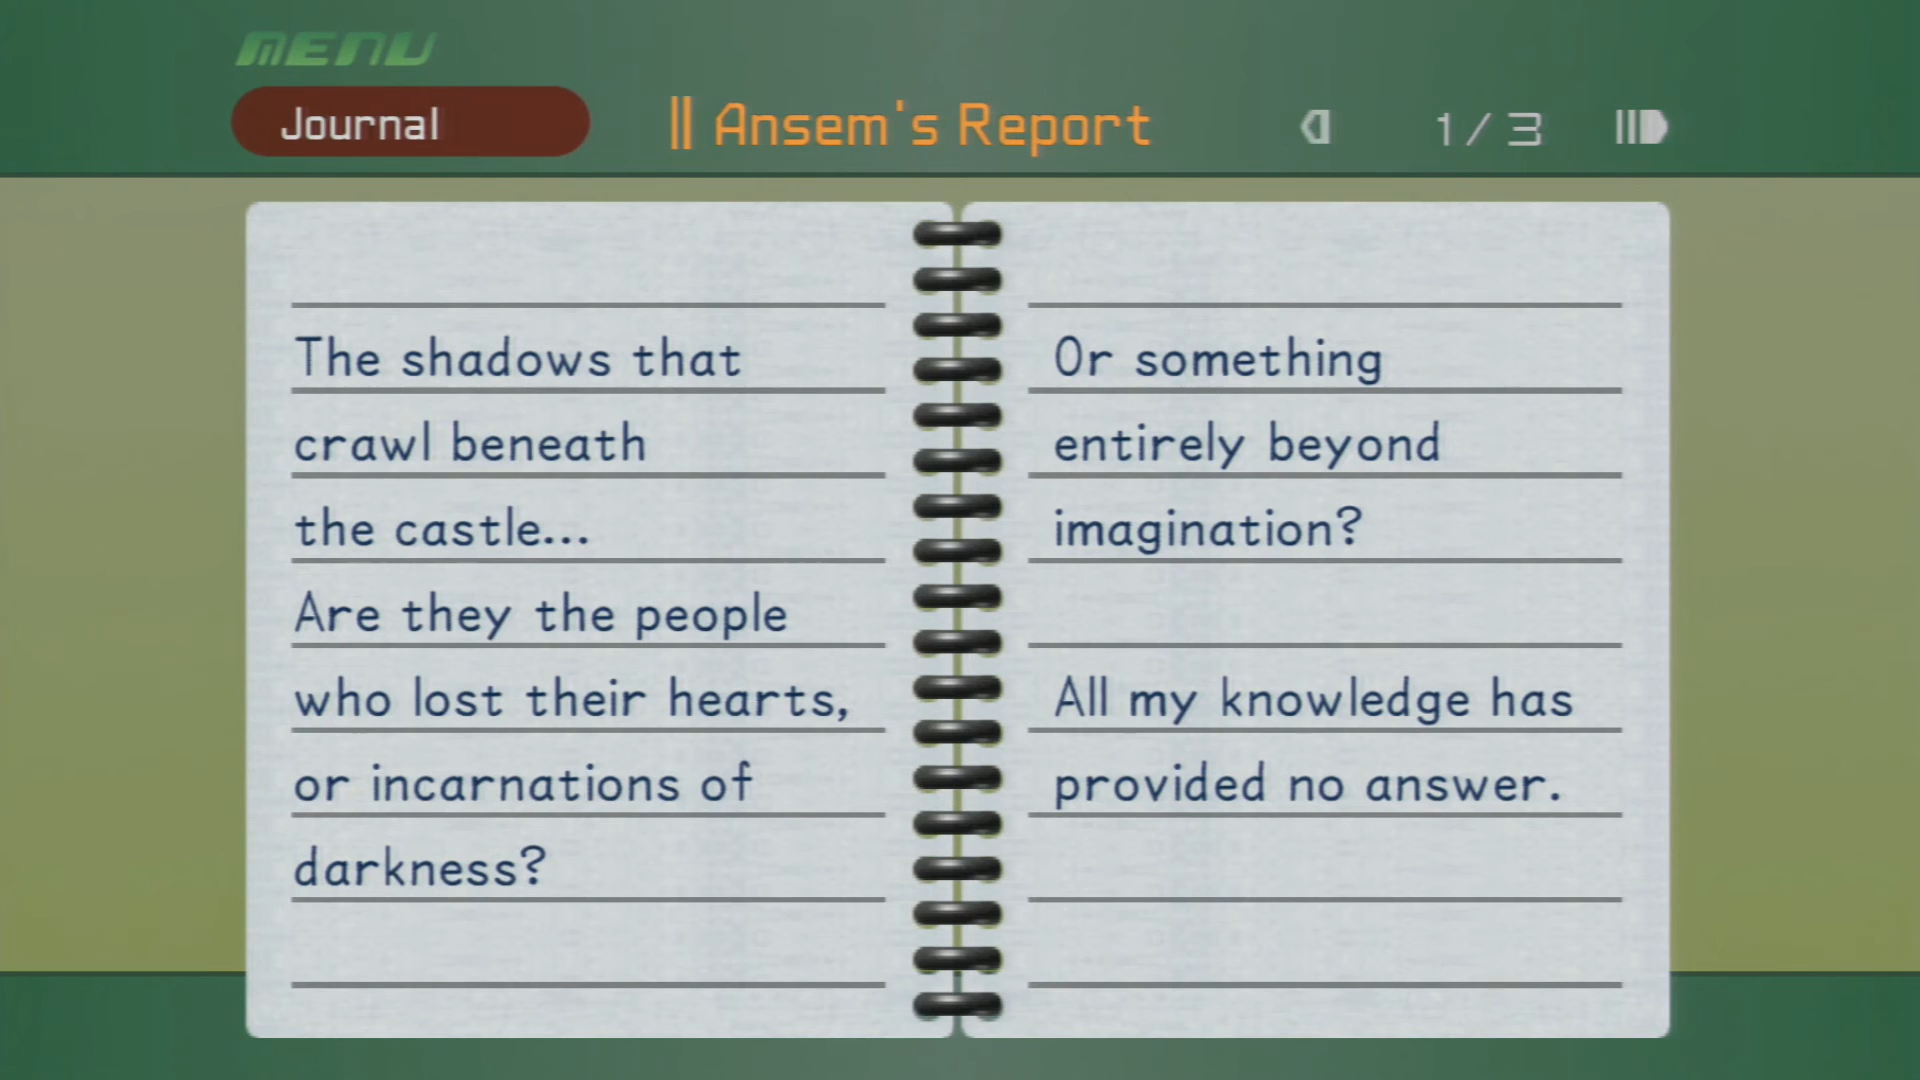 MENU
Journal
Ansem's Report
1/3
The shadows that
crawl beneath
the castle...
Are they the people
who lost their hearts,
or incarnations of
darkness?
Or something
entirely beyond
imagination?
All my knowledge has
provided no answer.